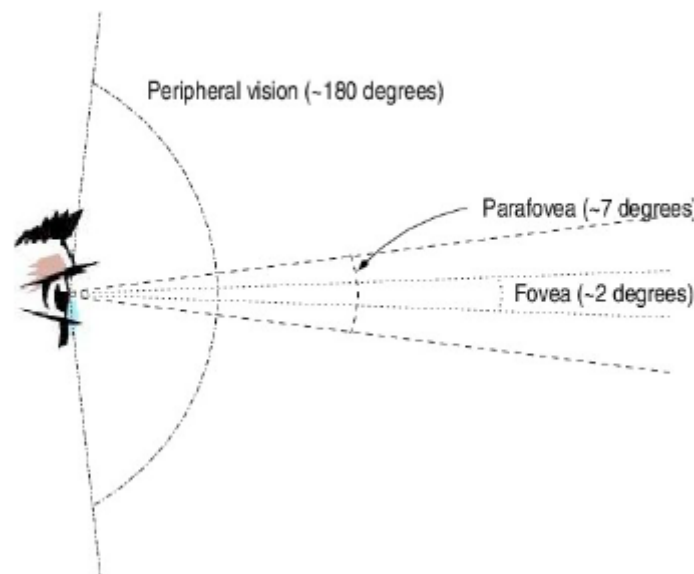 Peripheral vision (~180 degrees)
Parafovea (~7 degrees)
Fovea (~2 degrees)